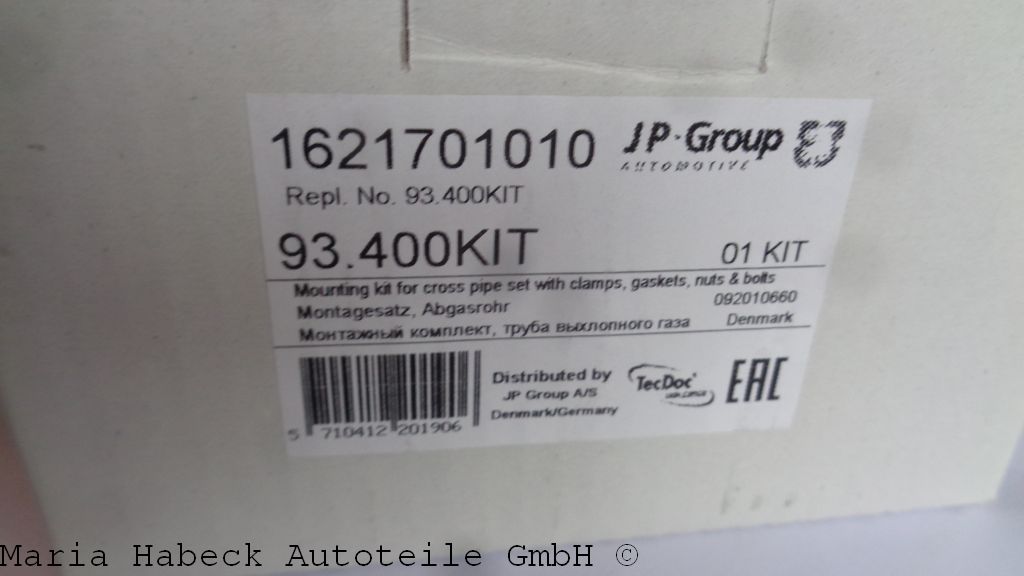 1621701010
JP·Group
AUTOMOTIVE
Repl. No. 93.400KIT
93.400KIT
01 KIT
Mounting kit for cross pipe set with clamps, gaskets, nuts & bolts
Montagesatz, Abgasrohr
092010660
Монтажный комплект, труба выхлопного газа
Denmark
Distributed by
JP Group A/S
Denmark/Germany
TecDoc
EAC
5 710412 201906
Maria Habeck Autoteile GmbH ©